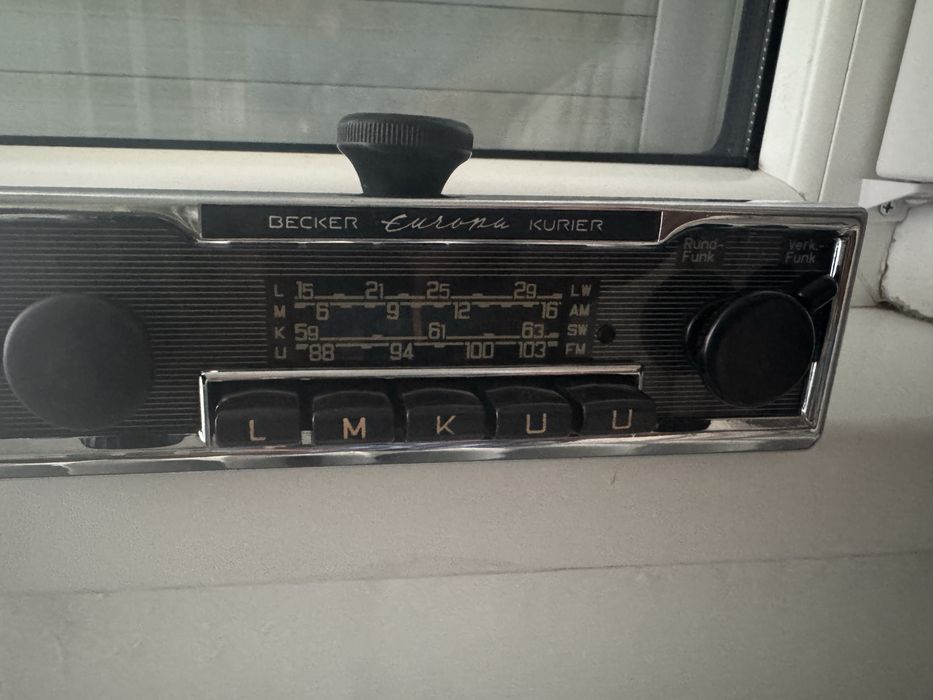 BECKER Europa KURIER
Rund-
Funk
Verk.-
Funk
L 15 21 25 29 LW
M 6 9 12 16 AM
K 59 61 63 SW
U 88 94 100 103 FM
L M K U U